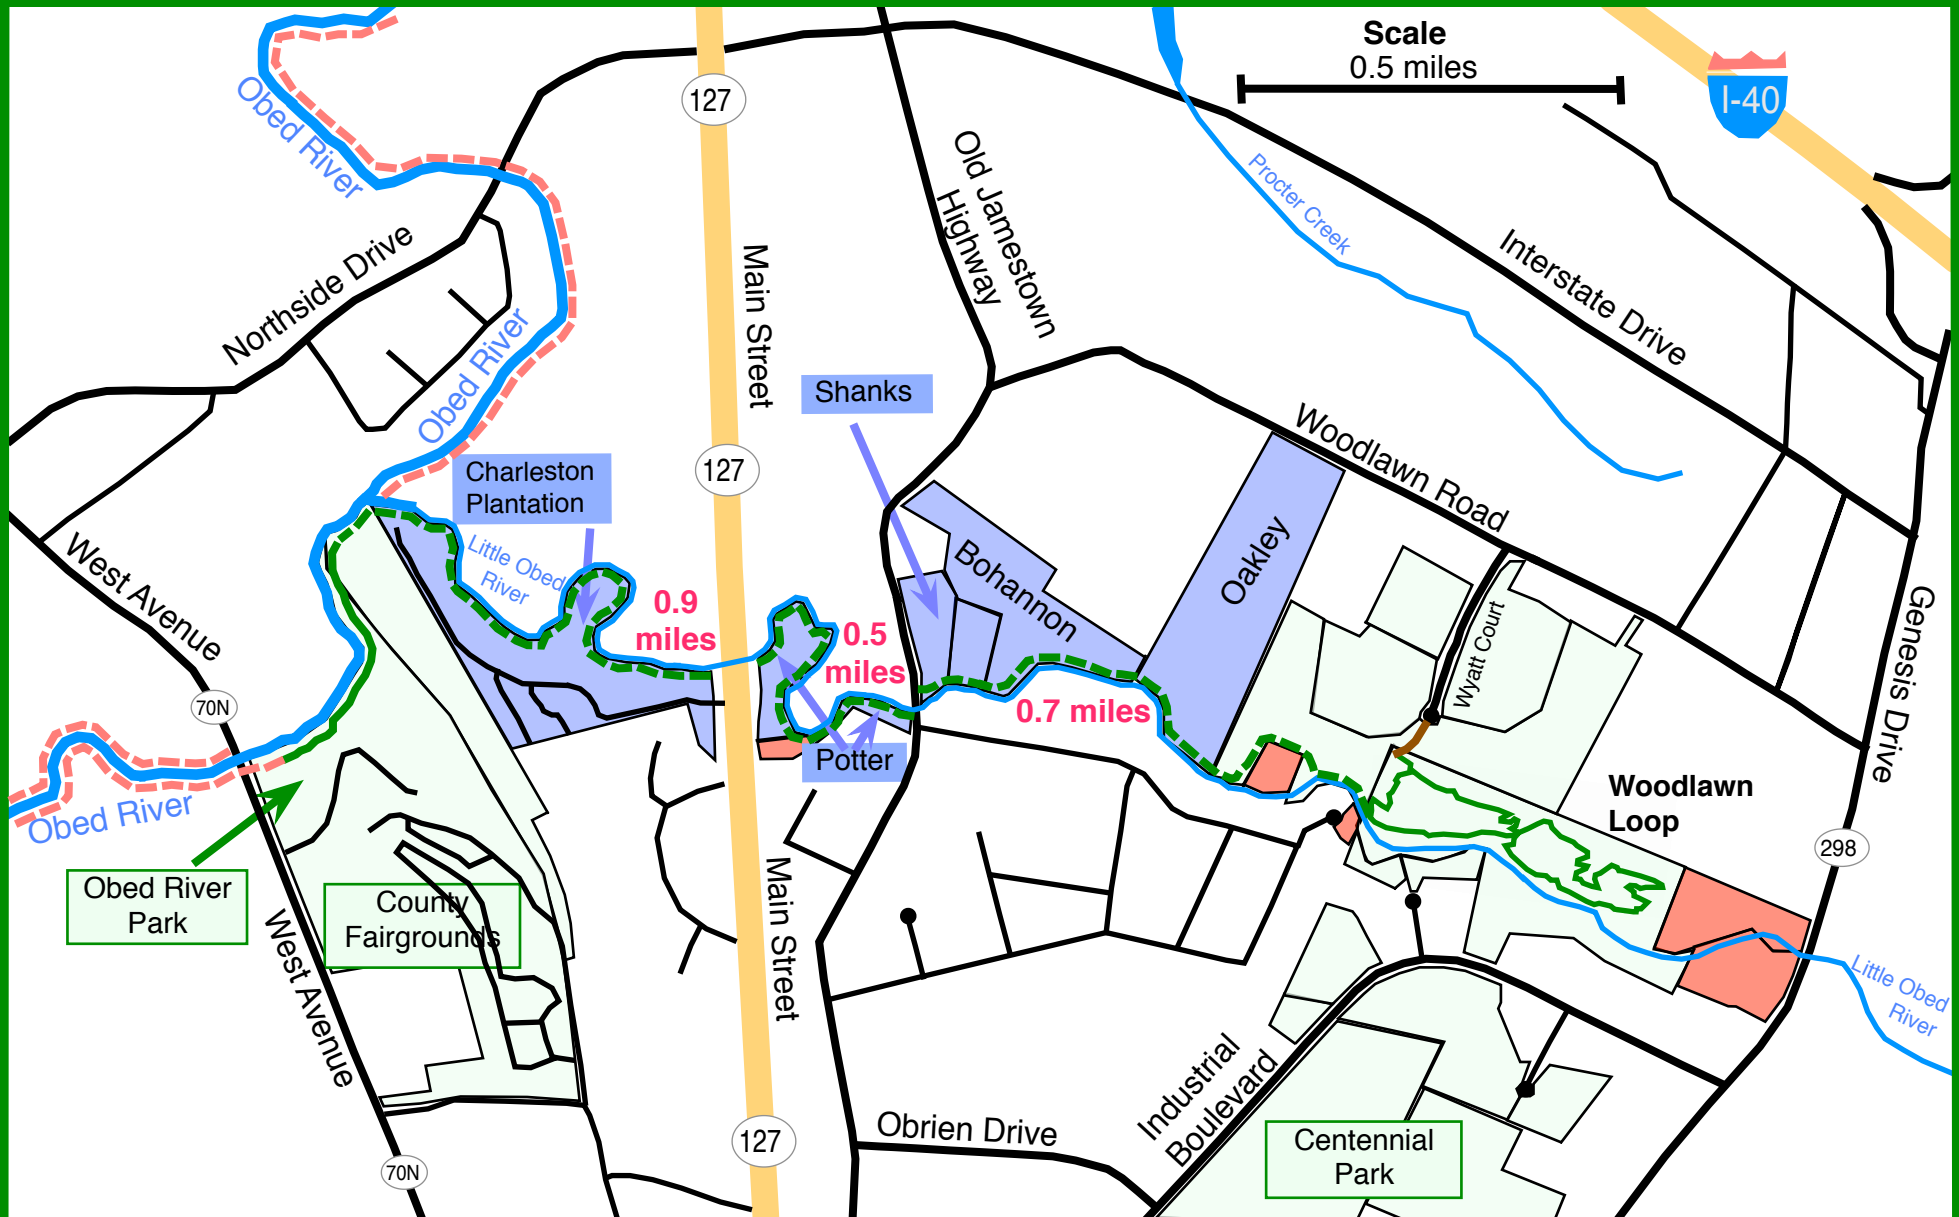 Scale
0.5 miles
I-40
Obed River
127
Old Jamestown
Highway
Procter Creek
Northside Drive
Main Street
Interstate Drive
Obed River
Shanks
Woodlawn Road
127
Charleston
Plantation
Little Obed
River
Bohannon
Oakley
West Avenue
0.9
miles
0.5
miles
0.7 miles
Wyatt Court
Genesis Drive
70N
Potter
Obed River
Woodlawn
Loop
298
Obed River
Park
County
Fairgrounds
West Avenue
Main Street
Little Obed
River
Industrial
Boulevard
Obrien Drive
127
Centennial
Park
70N